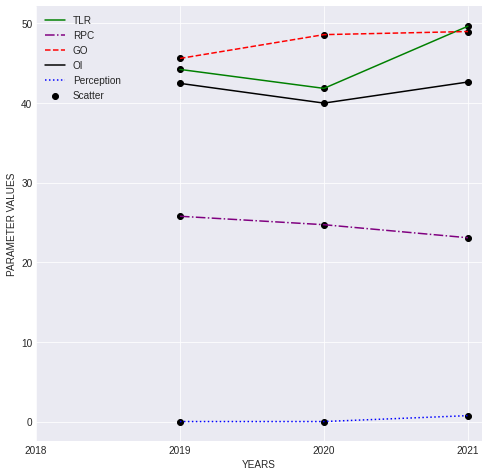 TLR
RPC
GO
OI
Perception
Scatter
PARAMETER VALUES
50
40
30
20
10
0
2018 2019 2020 2021
YEARS